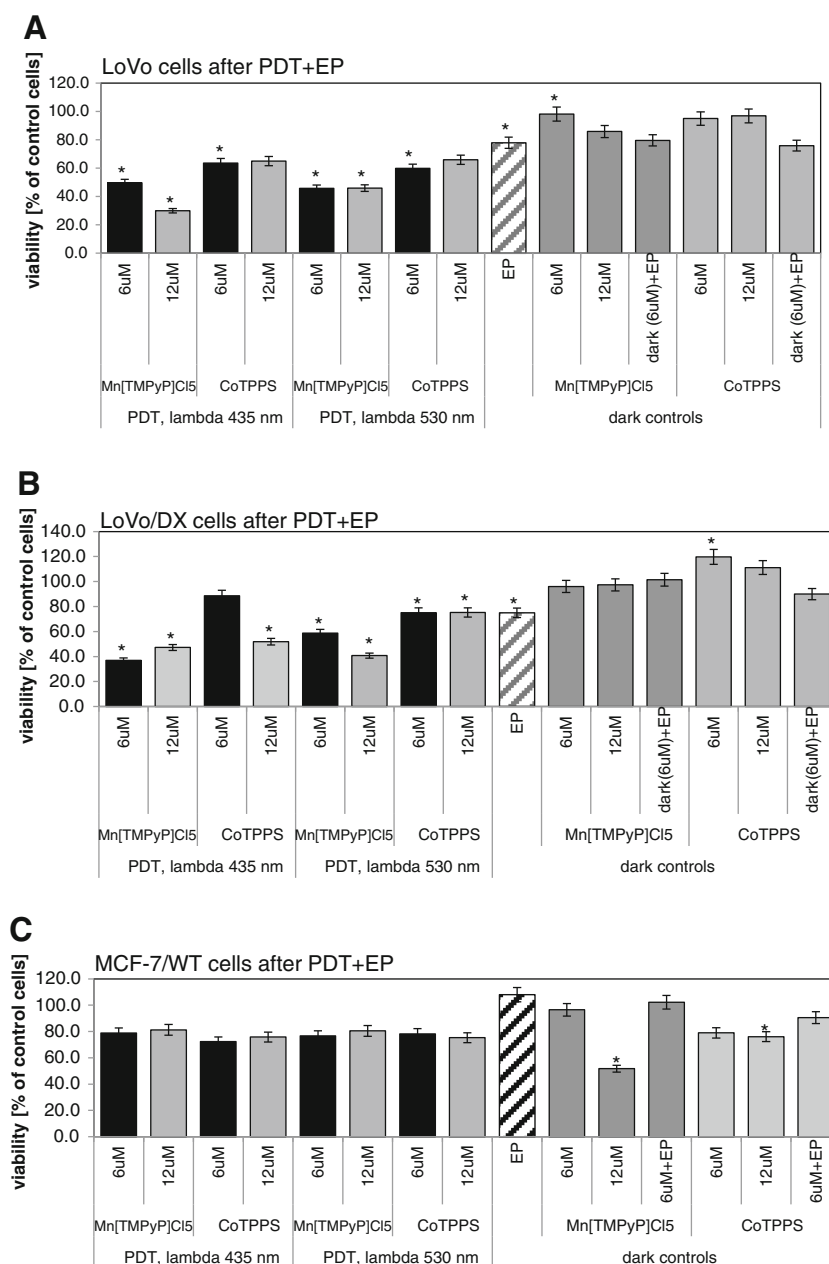 A
LoVo cells after PDT+EP
viability [% of control cells]
120.0
100.0
80.0
60.0
40.0
20.0
0.0
* * * * * * * *
6uM 12uM 6uM 12uM 6uM 12uM 6uM 12uM EP 6uM 12uM dark (6uM)+EP 6uM 12uM dark (6uM)+EP
Mn[TMPyP]Cl5 CoTPPS Mn[TMPyP]Cl5 CoTPPS Mn[TMPyP]Cl5 CoTPPS
PDT, lambda 435 nm PDT, lambda 530 nm dark controls
B
LoVo/DX cells after PDT+EP
viability [% of control cells]
140.0
120.0
100.0
80.0
60.0
40.0
20.0
0.0
* * * * * * * * *
6uM 12uM 6uM 12uM 6uM 12uM 6uM 12uM EP 6uM 12uM dark(6uM)+EP 6uM 12uM dark(6uM)+EP
Mn[TMPyP]Cl5 CoTPPS Mn[TMPyP]Cl5 CoTPPS Mn[TMPyP]Cl5 CoTPPS
PDT, lambda 435 nm PDT, lambda 530 nm dark controls
C
MCF-7/WT cells after PDT+EP
viability [% of control cells]
120.0
100.0
80.0
60.0
40.0
20.0
0.0
* *
6uM 12uM 6uM 12uM 6uM 12uM 6uM 12uM EP 6uM 12uM 6uM+EP 6uM 12uM 6uM+EP
Mn[TMPyP]Cl5 CoTPPS Mn[TMPyP]Cl5 CoTPPS Mn[TMPyP]Cl5 CoTPPS
PDT, lambda 435 nm PDT, lambda 530 nm dark controls